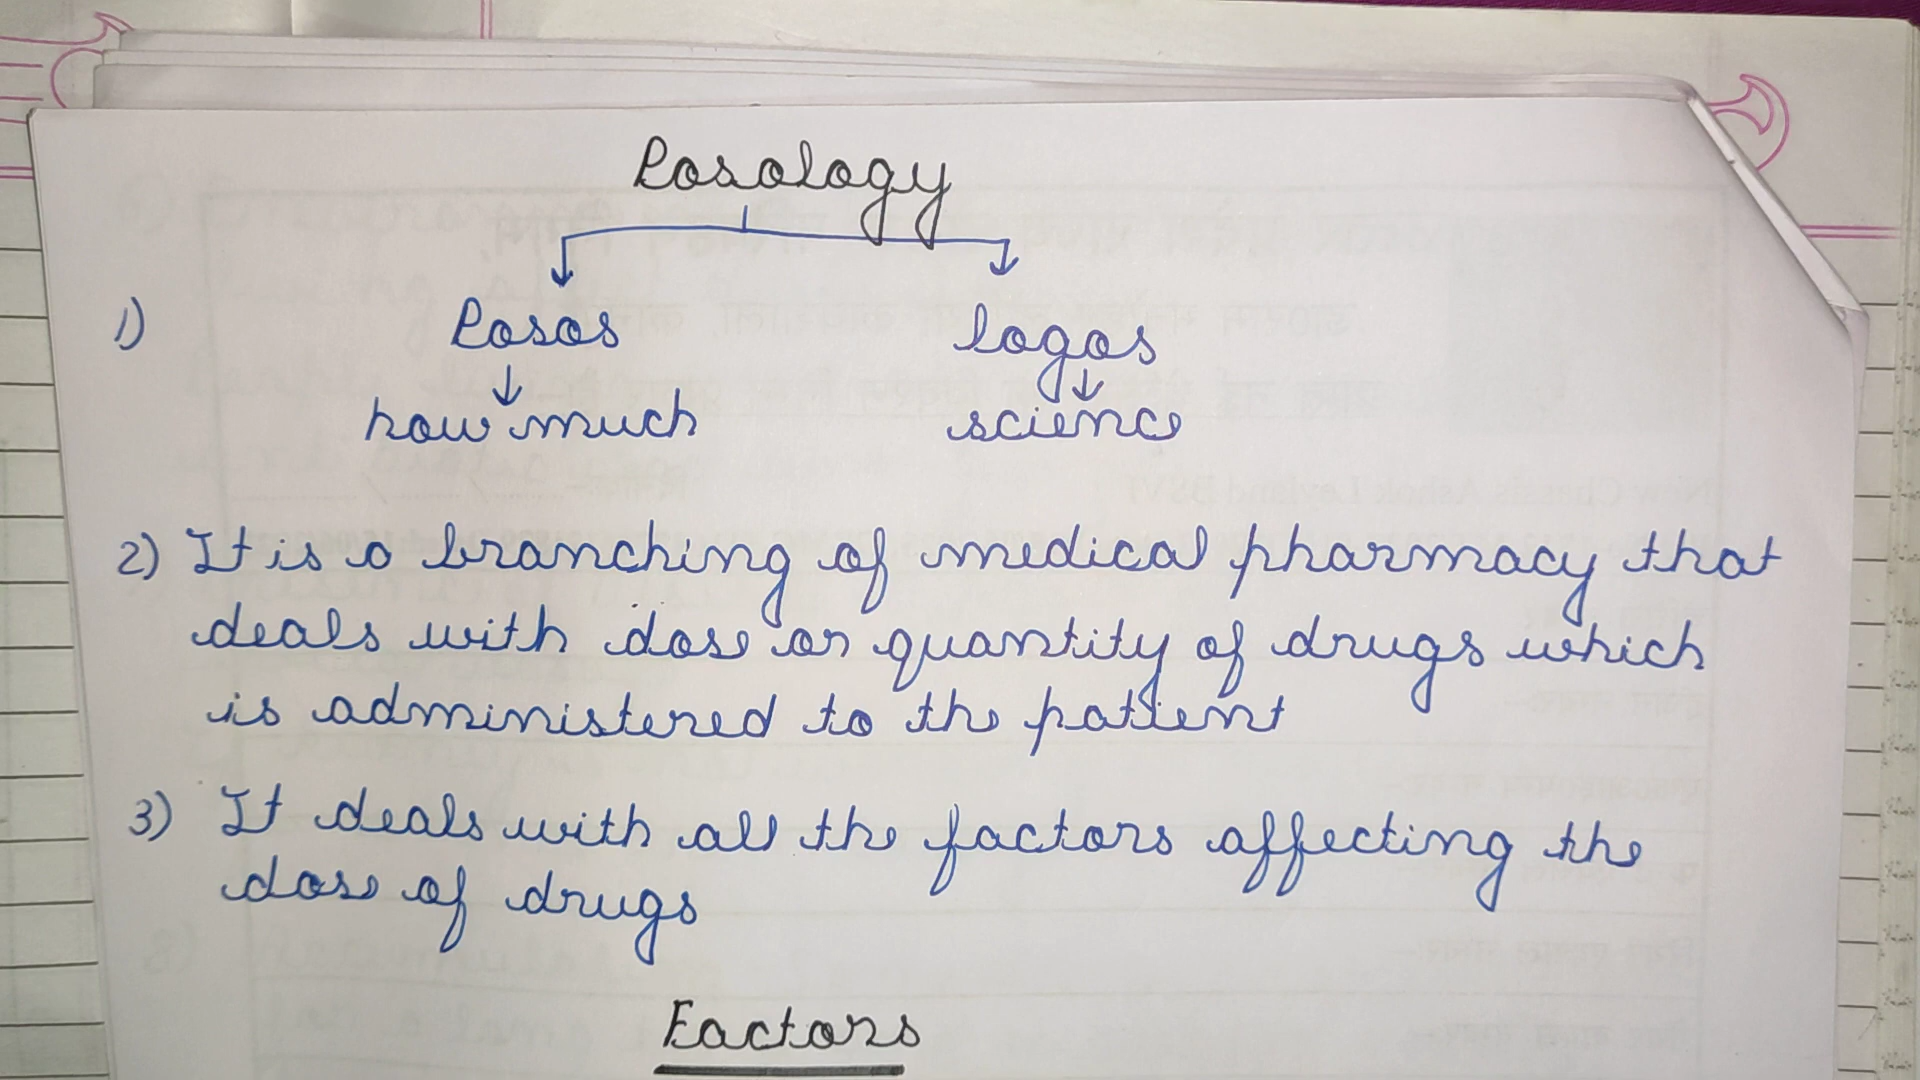 Posology
1) Posos logos
how much science
2) It is a branching of medical pharmacy that
deals with dose or quantity of drugs which
is administered to the patient
3) It deals with all the factors affecting the
dose of drugs
Factors